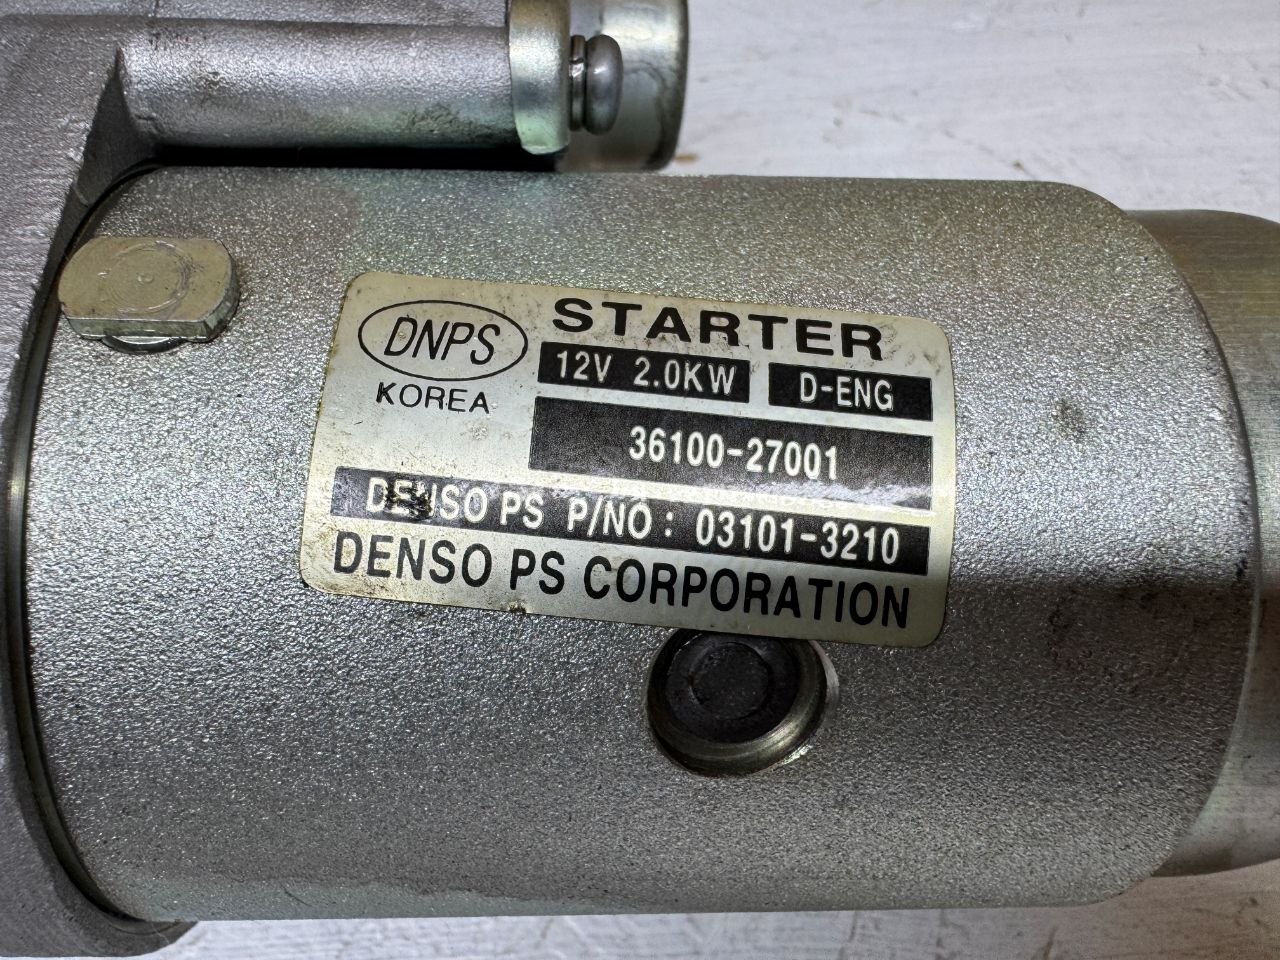 DNPS
KOREA
STARTER
12V 2.0KW D-ENG
36100-27001
DENSO PS P/NO : 03101-3210
DENSO PS CORPORATION